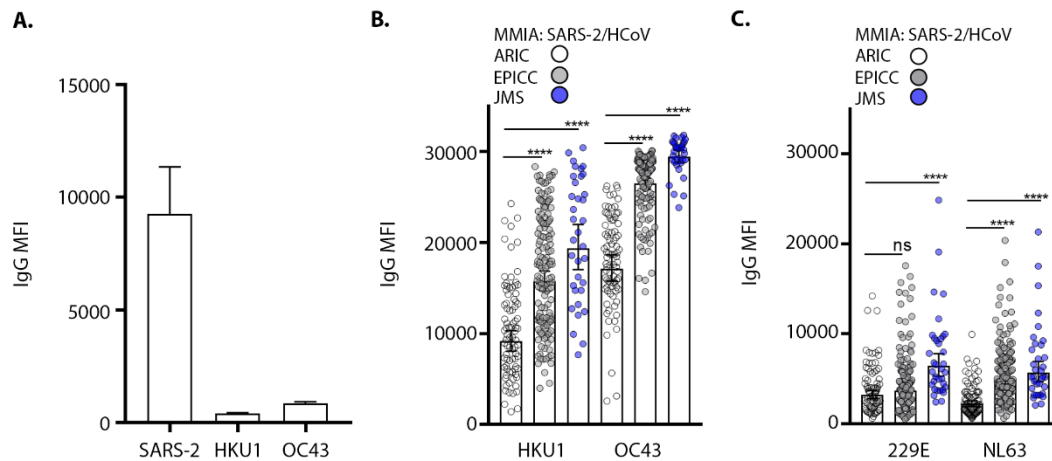 A.
IgG MFI
15000
10000
5000
0
SARS-2 HKU1 OC43
B.
MMIA: SARS-2/HCoV
ARIC
EPICC
JMS
IgG MFI
30000
20000
10000
0
****
****
****
****
HKU1 OC43
C.
MMIA: SARS-2/HCoV
ARIC
EPICC
JMS
IgG MFI
30000
20000
10000
0
****
ns
****
****
229E NL63